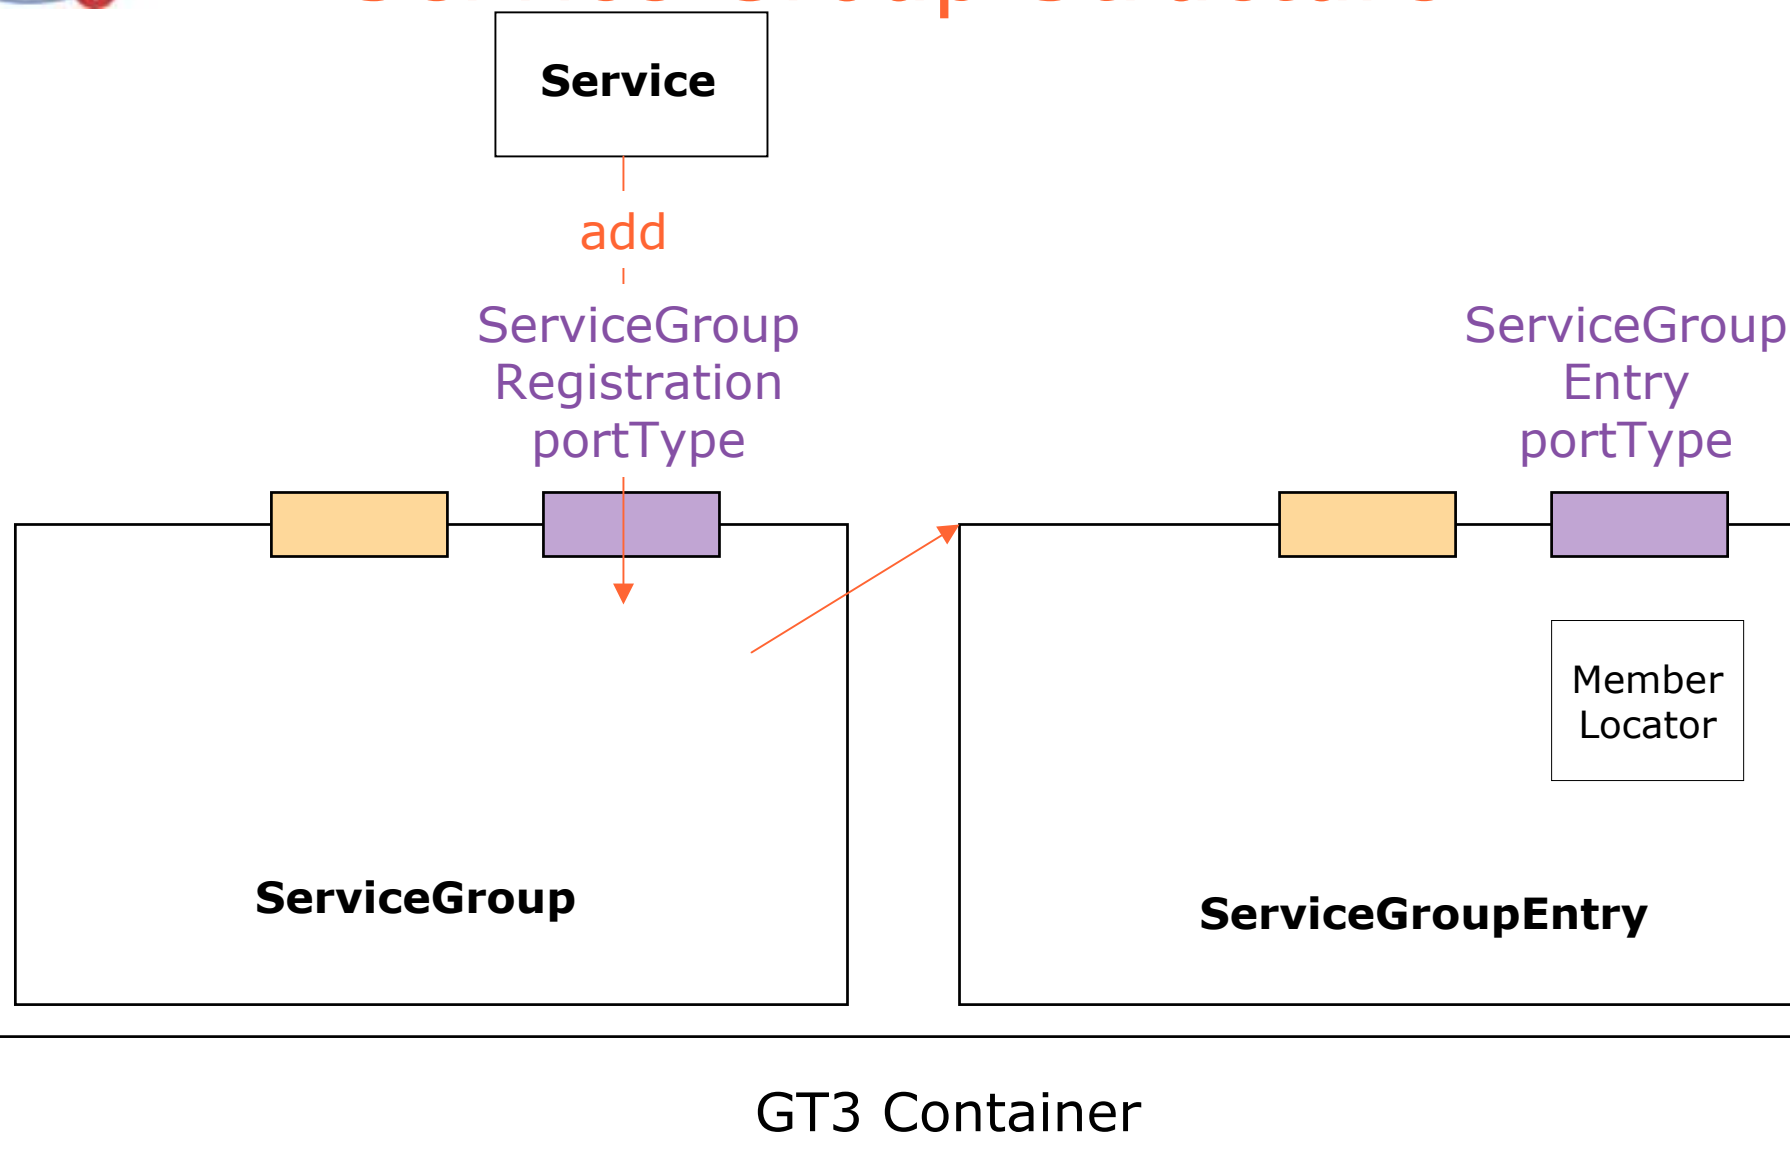 Service
add
ServiceGroup
Registration
portType
ServiceGroup
Entry
portType
Member
Locator
ServiceGroup
ServiceGroupEntry
GT3 Container